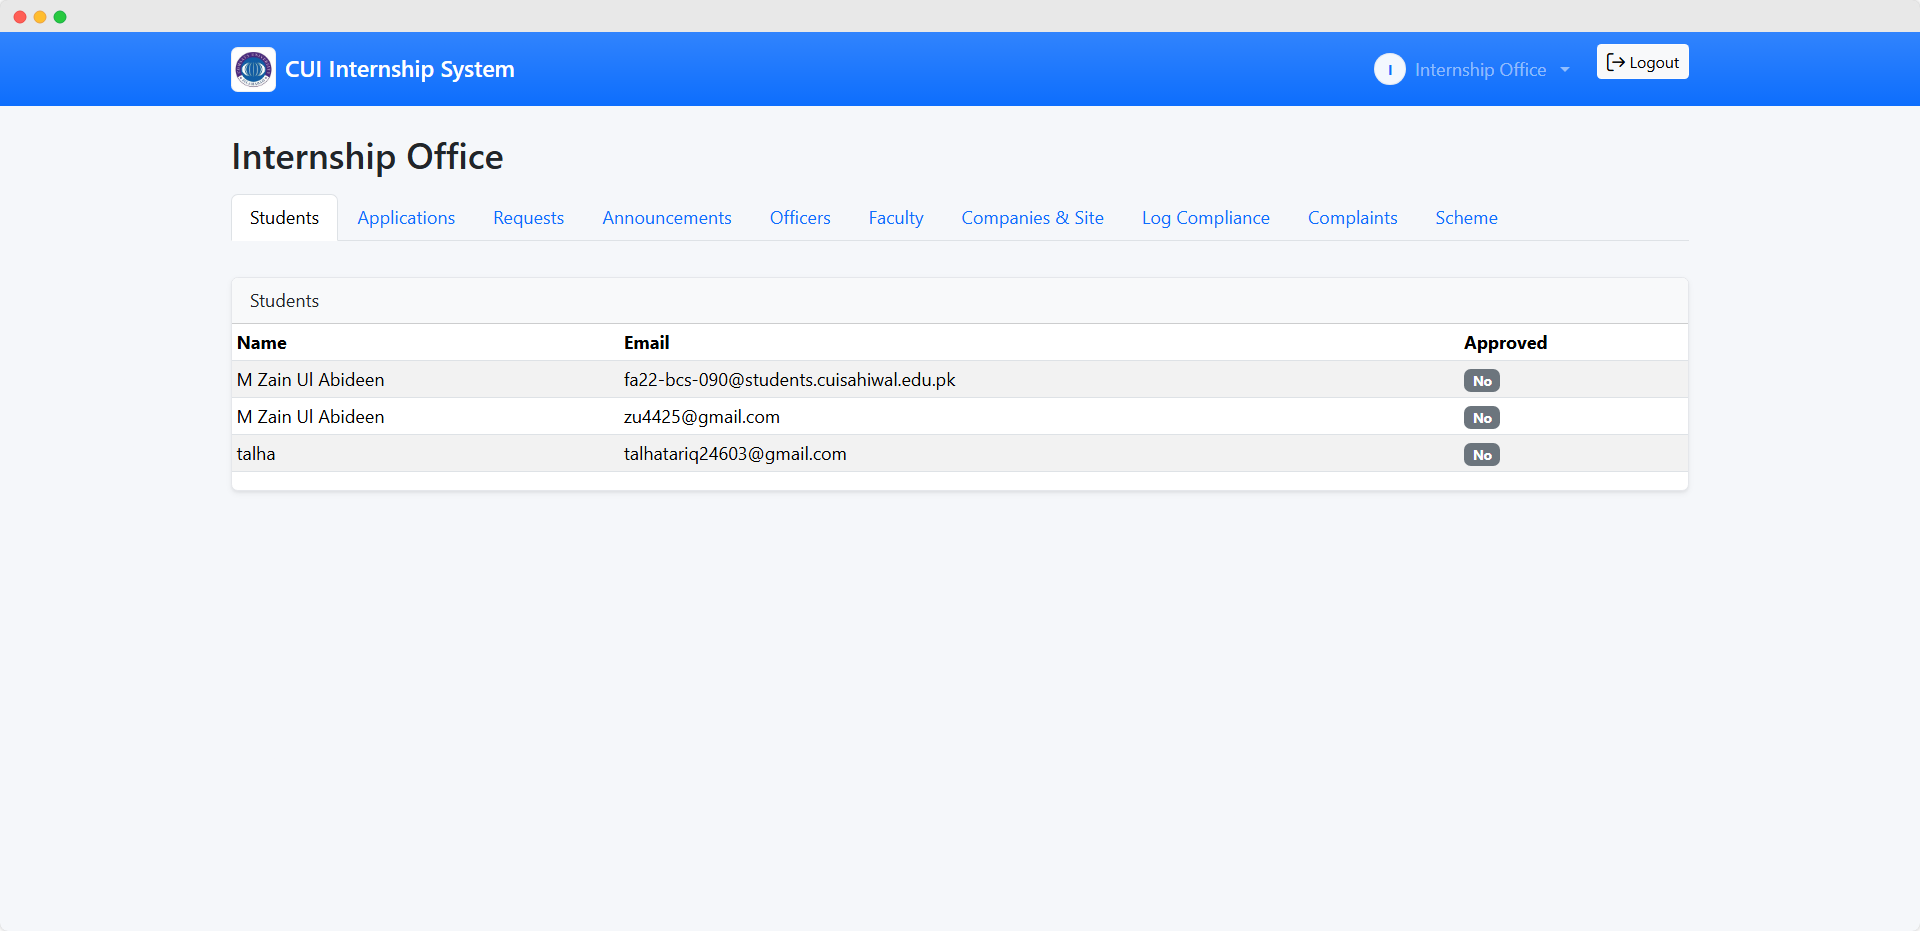 CUI Internship System
I Internship Office
Logout
Internship Office
Students Applications Requests Announcements Officers Faculty Companies & Site Log Compliance Complaints Scheme
Students
Name Email Approved
M Zain Ul Abideen fa22-bcs-090@students.cuisahiwal.edu.pk No
M Zain Ul Abideen zu4425@gmail.com No
talha talhatariq24603@gmail.com No